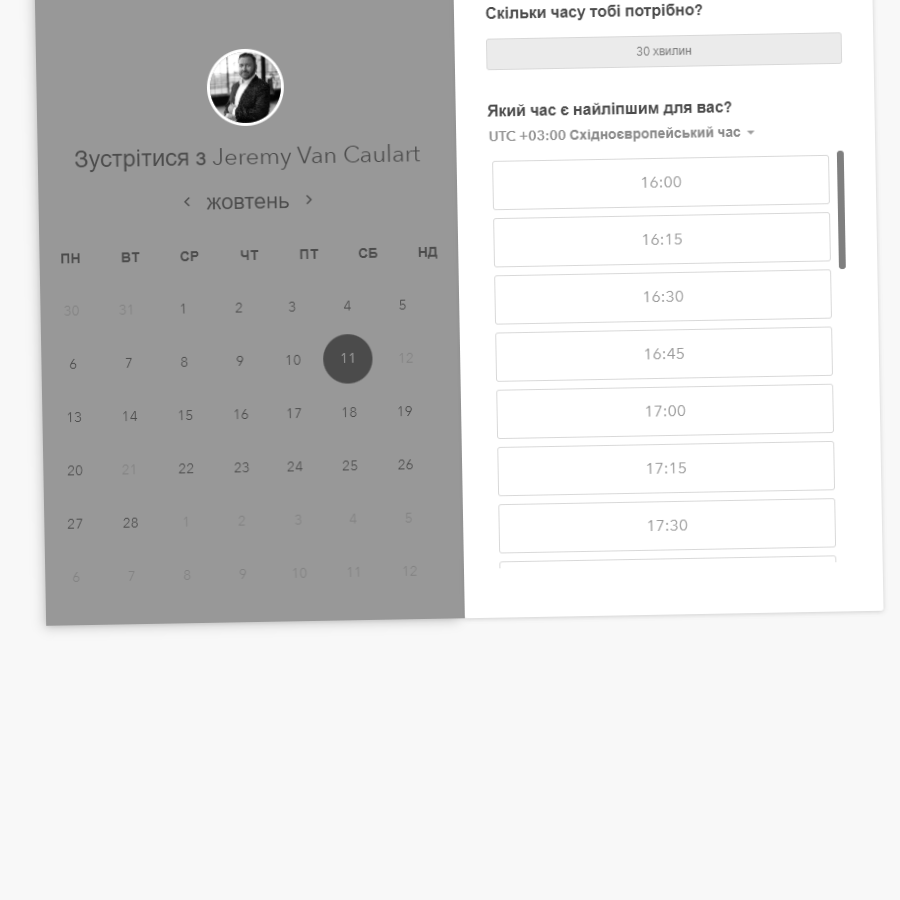 Зустрітися з Jeremy Van Caulart
жовтень
ПН ВТ СР ЧТ ПТ СБ НД
30 31 1 2 3 4 5
6 7 8 9 10 11 12
13 14 15 16 17 18 19
20 21 22 23 24 25 26
27 28 1 2 3 4 5
6 7 8 9 10 11 12
Скільки часу тобі потрібно?
30 хвилин
Який час є найліпшим для вас?
UTC +03:00 Східноєвропейський час
16:00
16:15
16:30
16:45
17:00
17:15
17:30